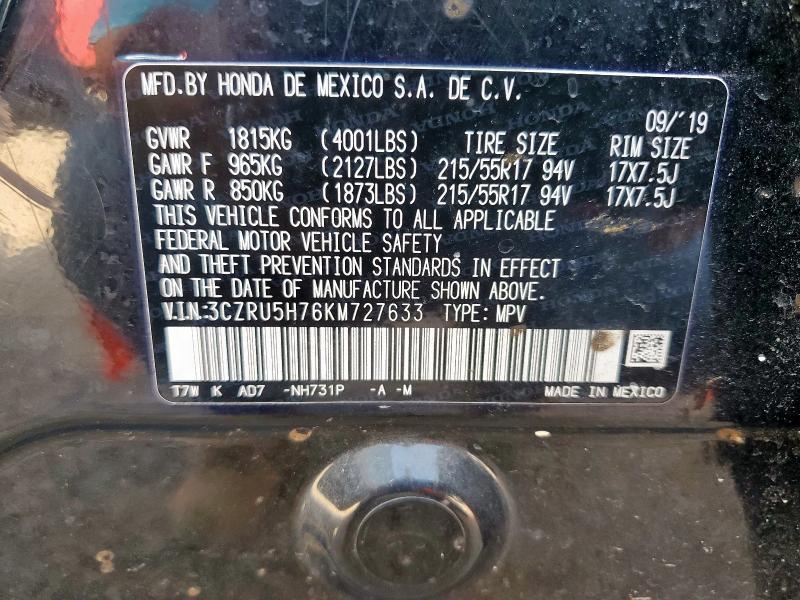 MFD.BY HONDA DE MEXICO S.A. DE C.V.
09/'19
GVWR 1815KG (4001LBS) TIRE SIZE RIM SIZE
GAWR F 965KG (2127LBS) 215/55R17 94V 17X7.5J
GAWR R 850KG (1873LBS) 215/55R17 94V 17X7.5J
THIS VEHICLE CONFORMS TO ALL APPLICABLE
FEDERAL MOTOR VEHICLE SAFETY
AND THEFT PREVENTION STANDARDS IN EFFECT
ON THE DATE OF MANUFACTURE SHOWN ABOVE.
V.I.N:3CZRU5H76KM727633 TYPE: MPV
T7W K AD7 -NH731P -A -M MADE IN MEXICO